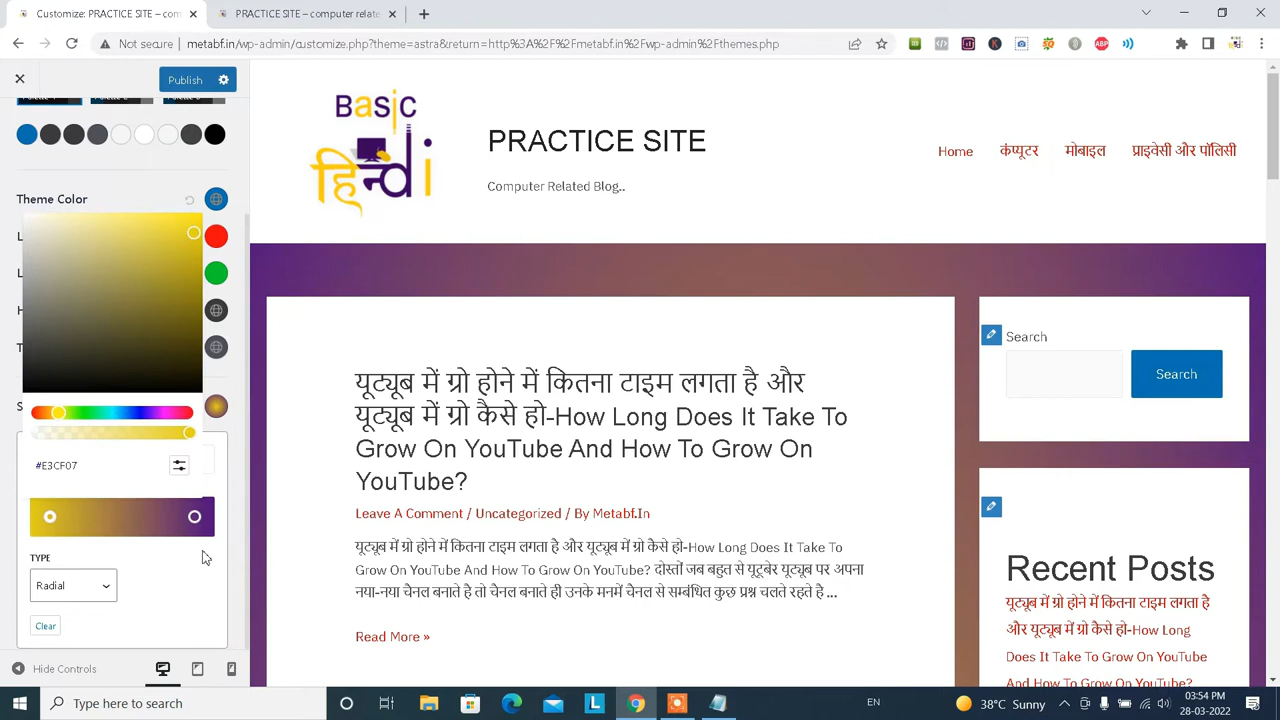 Customize: PRACTICE SITE – com
PRACTICE SITE – computer relate
Not secure | metabf.in/wp-admin/customize.php?theme=astra&return=http%3A%2F%2Fmetabf.in%2Fwp-admin%2Fthemes.php
Publish
Theme Color
#E3CF07
TYPE
Radial
Clear
Hide Controls
Basic
हिन्दी
PRACTICE SITE
Computer Related Blog..
Home
कंप्यूटर
मोबाइल
प्राइवेसी और पॉलिसी
यूट्यूब में ग्रो होने में कितना टाइम लगता है और
यूट्यूब में ग्रो कैसे हो-How Long Does It Take To
Grow On YouTube And How To Grow On
YouTube?
Leave A Comment / Uncategorized / By Metabf.In
यूट्यूब में ग्रो होने में कितना टाइम लगता है और यूट्यूब में ग्रो कैसे हो-How Long Does It Take To
Grow On YouTube And How To Grow On YouTube? दोस्तों जब बहुत से यूटूबेर यूट्यूब पर अपना
नया-नया चैनल बनाते है तो चैनल बनाते ही उनके मनमें चैनल से सम्बंधित कुछ प्रश्न चलते रहते है ...
Read More »
Search
Search
Recent Posts
यूट्यूब में ग्रो होने में कितना टाइम लगता है
और यूट्यूब में ग्रो कैसे हो-How Long
Does It Take To Grow On YouTube
And How To Grow On YouTube?
Type here to search
EN
38°C Sunny
03:54 PM
28-03-2022